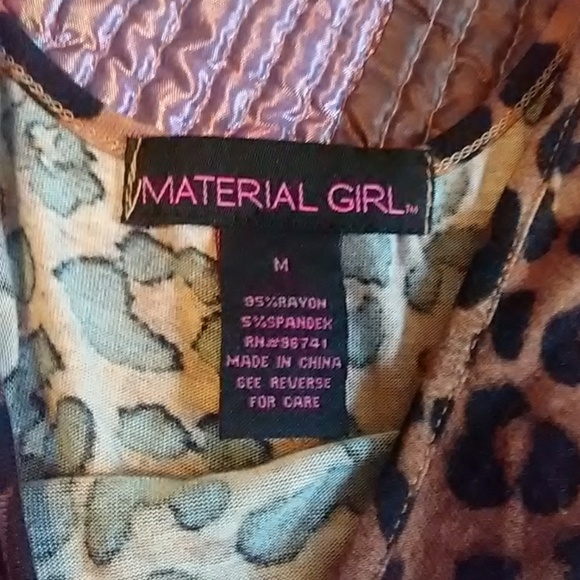 MATERIAL GIRL™
M
95%RAYON
5%SPANDEX
RN#96741
MADE IN CHINA
SEE REVERSE
FOR CARE